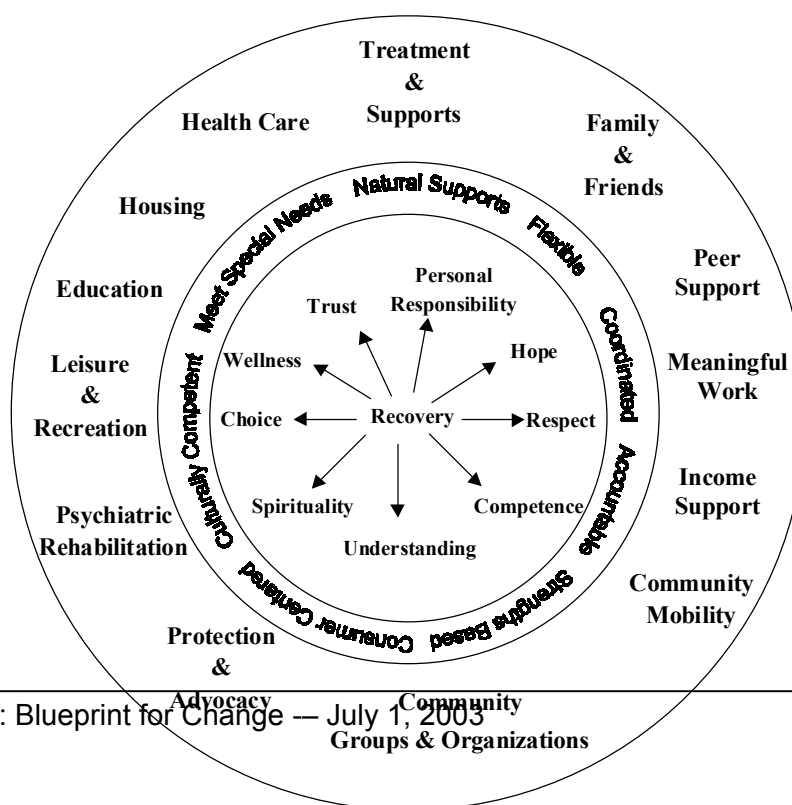 Treatment
&
Supports
Family
&
Friends
Peer
Support
Meaningful
Work
Income
Support
Community
Mobility
Community
Groups & Organizations
Protection
&
Advocacy
Psychiatric
Rehabilitation
Leisure
&
Recreation
Education
Housing
Health Care
Natural Supports
Flexible
Coordinated
Accountable
Strengths Based
Consumer Centered
Culturally Competent
Meet Special Needs
Personal
Responsibility
Hope
Respect
Competence
Understanding
Spirituality
Choice
Wellness
Trust
Recovery
: Blueprint for Change -– July 1, 2003